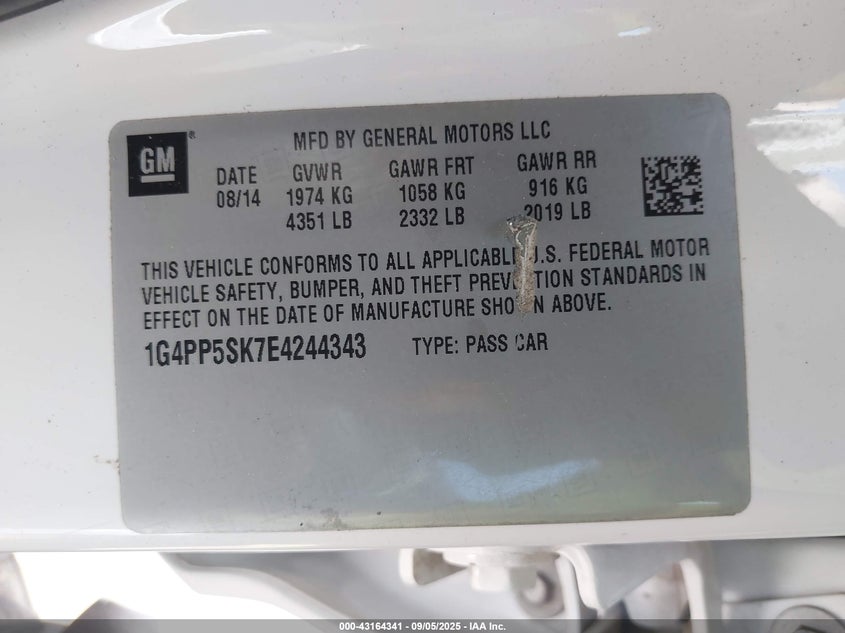 GM
MFD BY GENERAL MOTORS LLC
DATE GVWR GAWR FRT GAWR RR
08/14 1974 KG 1058 KG 916 KG
4351 LB 2332 LB 2019 LB
THIS VEHICLE CONFORMS TO ALL APPLICABLE U.S. FEDERAL MOTOR
VEHICLE SAFETY, BUMPER, AND THEFT PREVENTION STANDARDS IN
EFFECT ON THE DATE OF MANUFACTURE SHOWN ABOVE.
1G4PP5SK7E4244343 TYPE: PASS CAR
000-43164341 - 09/05/2025 - IAA Inc.